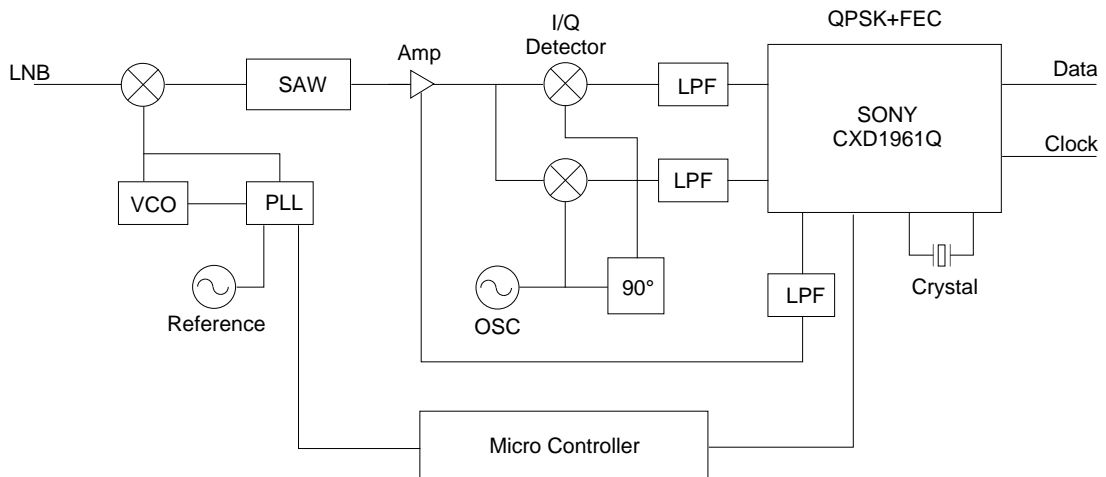 QPSK+FEC
I/Q
Detector
Amp
LNB
SAW
LPF
SONY
CXD1961Q
Data
Clock
LPF
VCO
PLL
90°
LPF
Crystal
Reference
OSC
Micro Controller